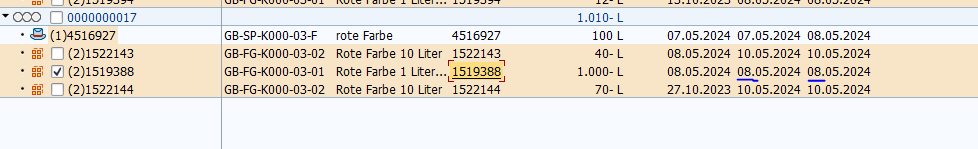 (2)1519394 GB-FG-K000-03-01 Rote Farbe 1 Liter... 1519394 12- L 13.10.2023 08.05.2024 08.05.2024
0000000017 1.010- L
(1)4516927 GB-SP-K000-03-F rote Farbe 4516927 100 L 07.05.2024 07.05.2024 08.05.2024
(2)1522143 GB-FG-K000-03-02 Rote Farbe 10 Liter 1522143 40- L 08.05.2024 10.05.2024 10.05.2024
(2)1519388 GB-FG-K000-03-01 Rote Farbe 1 Liter... 1519388 1.000- L 08.05.2024 08.05.2024 08.05.2024
(2)1522144 GB-FG-K000-03-02 Rote Farbe 10 Liter 1522144 70- L 27.10.2023 10.05.2024 10.05.2024